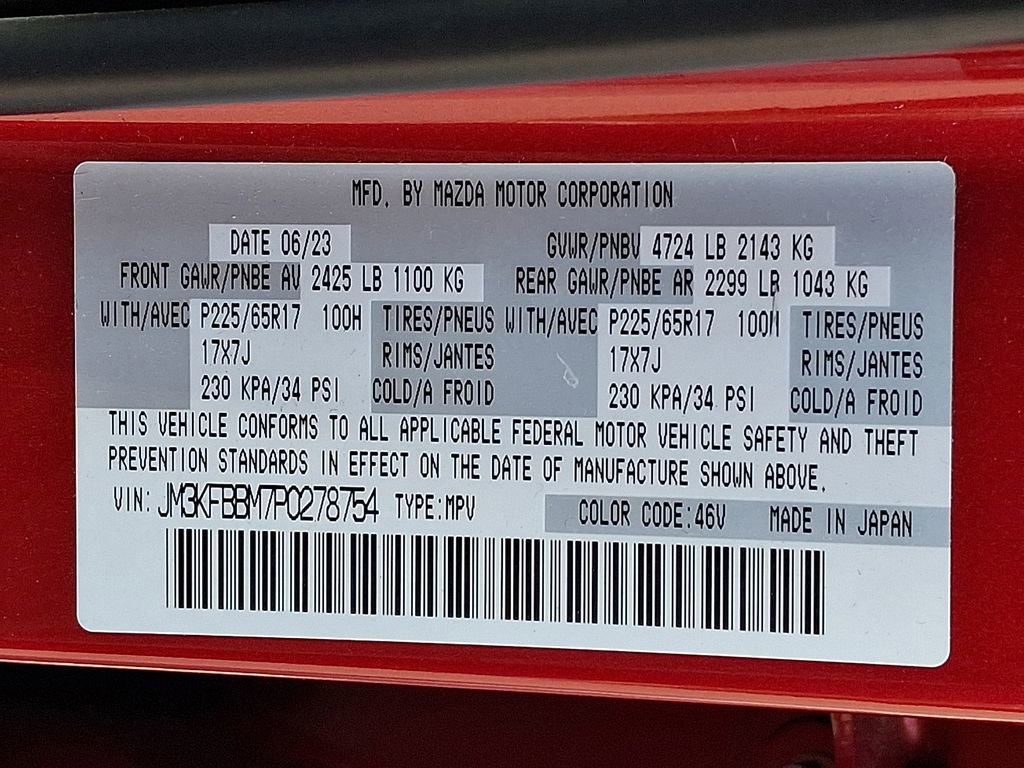 MFD. BY MAZDA MOTOR CORPORATION
DATE 06/23 GVWR/PNBV 4724 LB 2143 KG
FRONT GAWR/PNBE AV 2425 LB 1100 KG REAR GAWR/PNBE AR 2299 LB 1043 KG
WITH/AVEC P225/65R17 100H TIRES/PNEUS WITH/AVEC P225/65R17 100H TIRES/PNEUS
17X7J RIMS/JANTES 17X7J RIMS/JANTES
230 KPA/34 PSI COLD/A FROID 230 KPA/34 PSI COLD/A FROID
THIS VEHICLE CONFORMS TO ALL APPLICABLE FEDERAL MOTOR VEHICLE SAFETY AND THEFT
PREVENTION STANDARDS IN EFFECT ON THE DATE OF MANUFACTURE SHOWN ABOVE.
VIN: JM3KFBBM7P0278754 TYPE:MPV COLOR CODE:46V MADE IN JAPAN